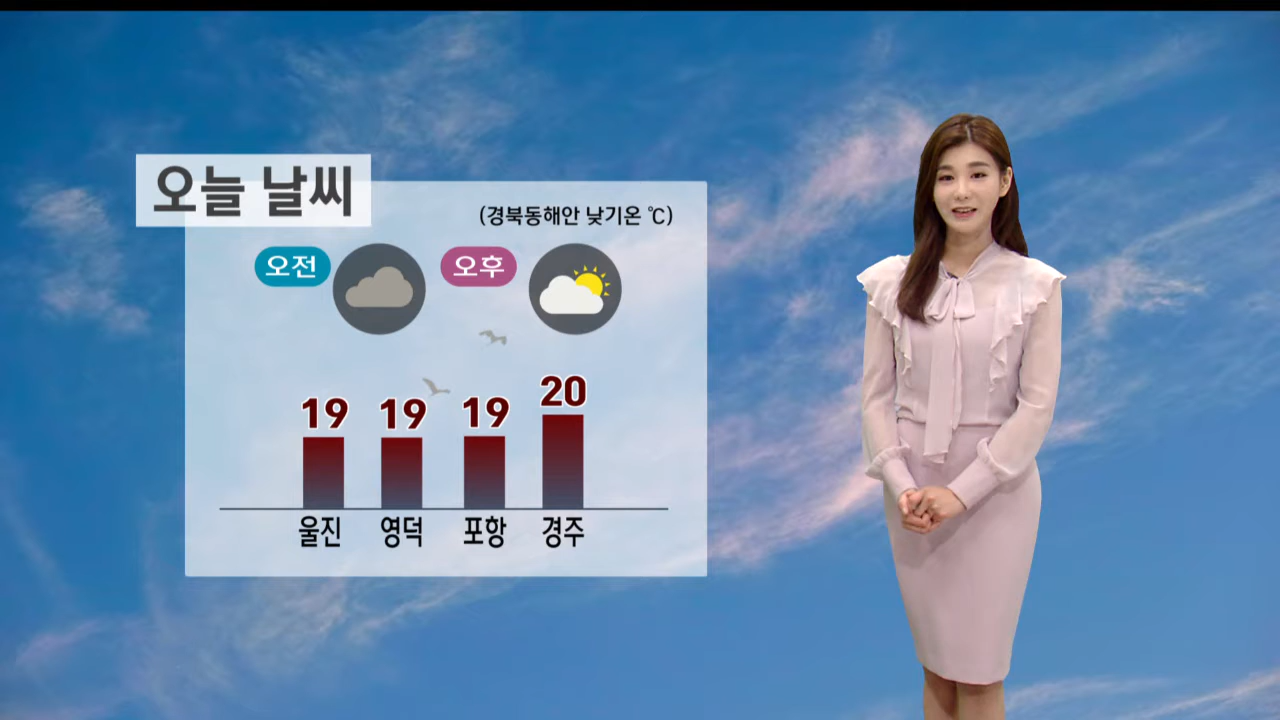 오늘 날씨
(경북동해안 낮기온 ℃)
오전 오후
19 19 19 20
울진 영덕 포항 경주